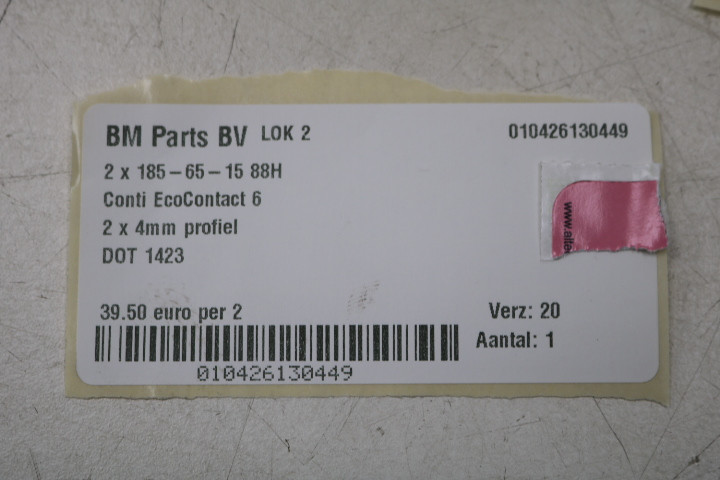 BM Parts BV LOK 2 010426130449
2 x 185-65-15 88H
Conti EcoContact 6
2 x 4mm profiel
DOT 1423
39.50 euro per 2 Verz: 20
Aantal: 1
010426130449